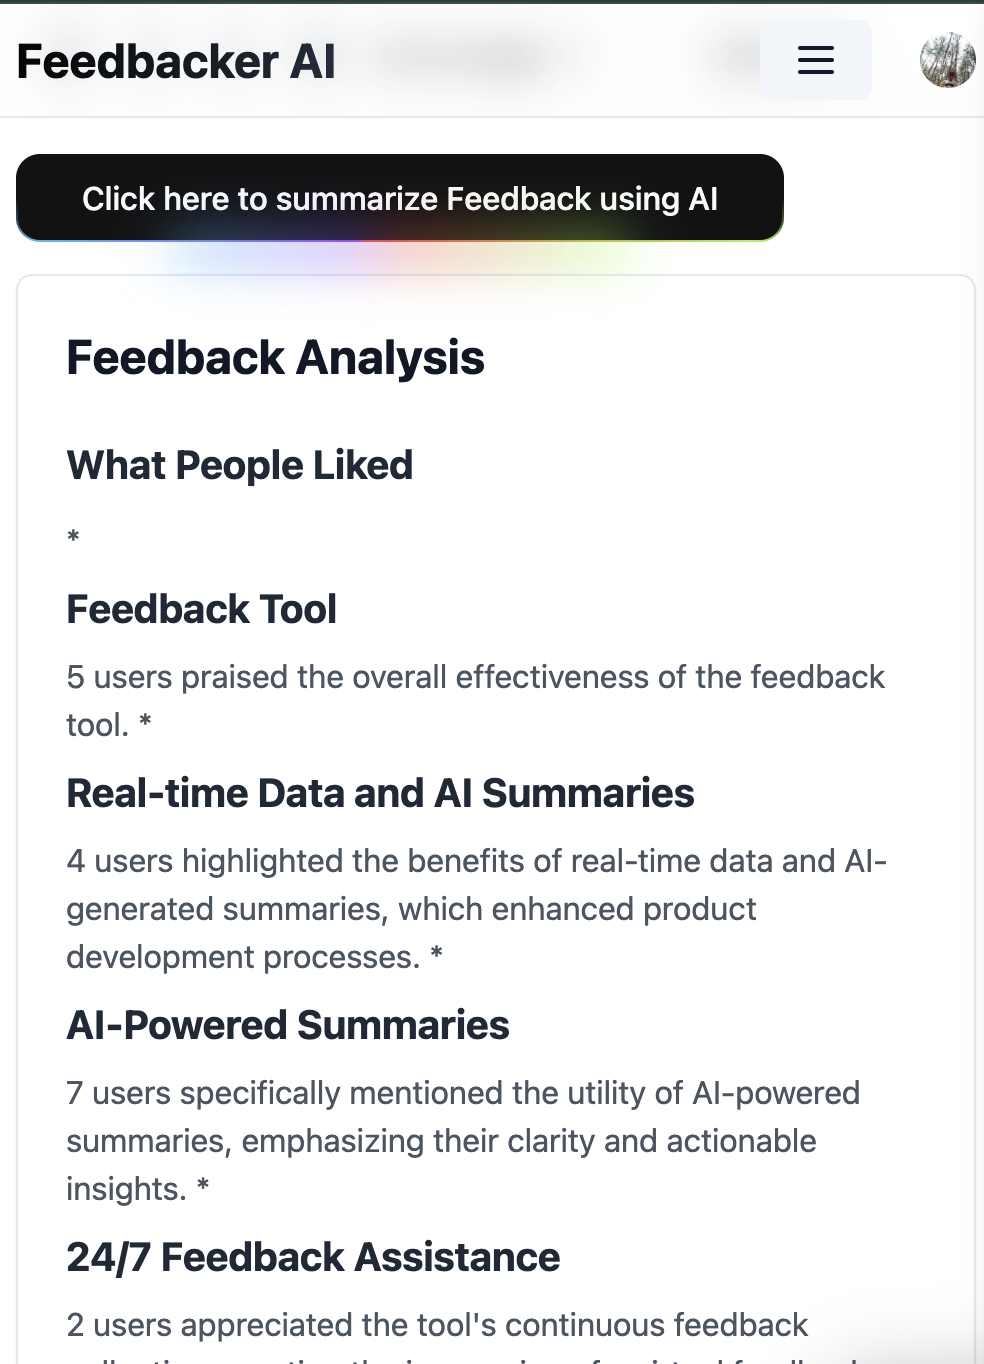 Feedbacker AI
Click here to summarize Feedback using AI
Feedback Analysis
What People Liked
*
Feedback Tool
5 users praised the overall effectiveness of the feedback
tool. *
Real-time Data and AI Summaries
4 users highlighted the benefits of real-time data and AI-
generated summaries, which enhanced product
development processes. *
AI-Powered Summaries
7 users specifically mentioned the utility of AI-powered
summaries, emphasizing their clarity and actionable
insights. *
24/7 Feedback Assistance
2 users appreciated the tool's continuous feedback